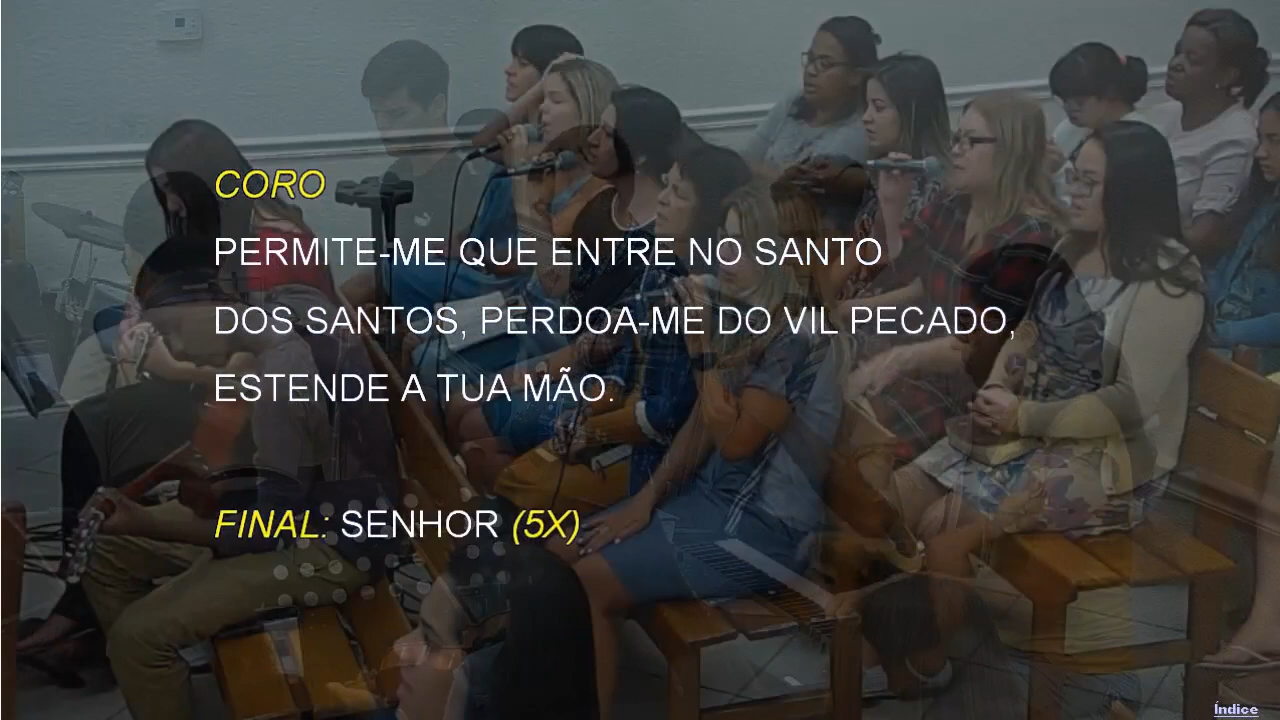 CORO
PERMITE-ME QUE ENTRE NO SANTO
DOS SANTOS, PERDOA-ME DO VIL PECADO,
ESTENDE A TUA MÃO.
FINAL: SENHOR (5X)
Índice